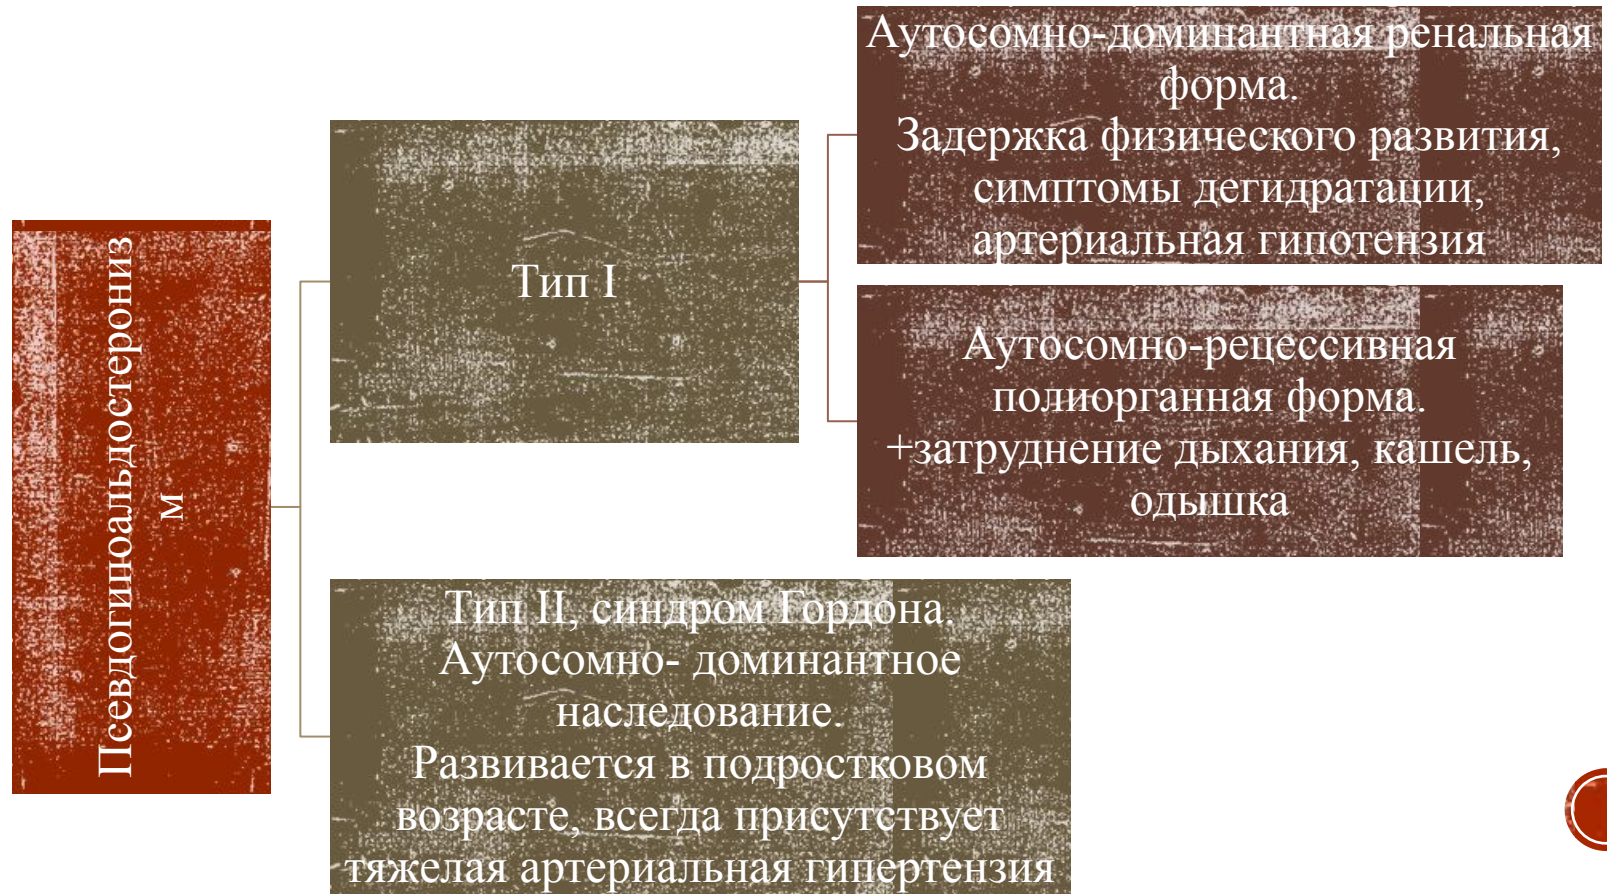 Псевдогипоальдостерониз
м
Тип I
Аутосомно-доминантная ренальная
форма.
Задержка физического развития,
симптомы дегидратации,
артериальная гипотензия
Аутосомно-рецессивная
полиорганная форма.
+затруднение дыхания, кашель,
одышка
Тип II, синдром Гордона.
Аутосомно- доминантное
наследование.
Развивается в подростковом
возрасте, всегда присутствует
тяжелая артериальная гипертензия